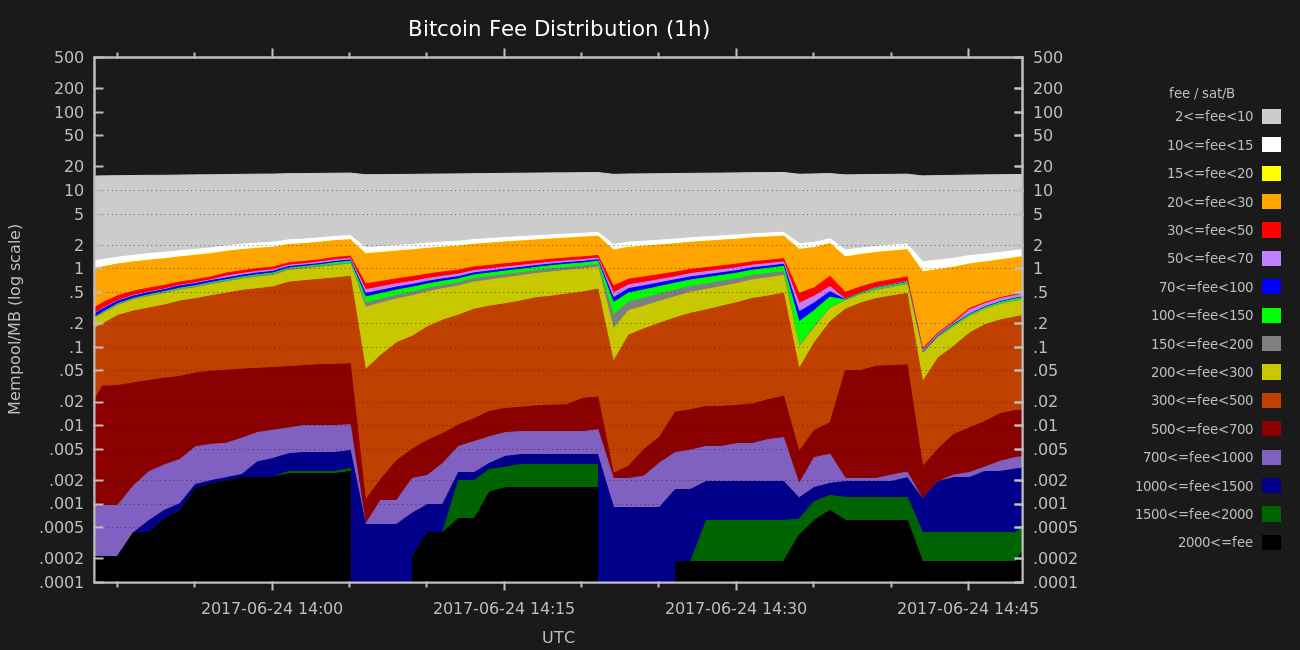 Bitcoin Fee Distribution (1h)
500
200
100
50
20
10
5
2
1
.5
.2
.1
.05
.02
.01
.005
.002
.001
.0005
.0002
.0001
Mempool/MB (log scale)
500
200
100
50
20
10
5
2
1
.5
.2
.1
.05
.02
.01
.005
.002
.001
.0005
.0002
.0001
2017-06-24 14:00 2017-06-24 14:15 2017-06-24 14:30 2017-06-24 14:45
UTC
fee / sat/B
2<=fee<10
10<=fee<15
15<=fee<20
20<=fee<30
30<=fee<50
50<=fee<70
70<=fee<100
100<=fee<150
150<=fee<200
200<=fee<300
300<=fee<500
500<=fee<700
700<=fee<1000
1000<=fee<1500
1500<=fee<2000
2000<=fee